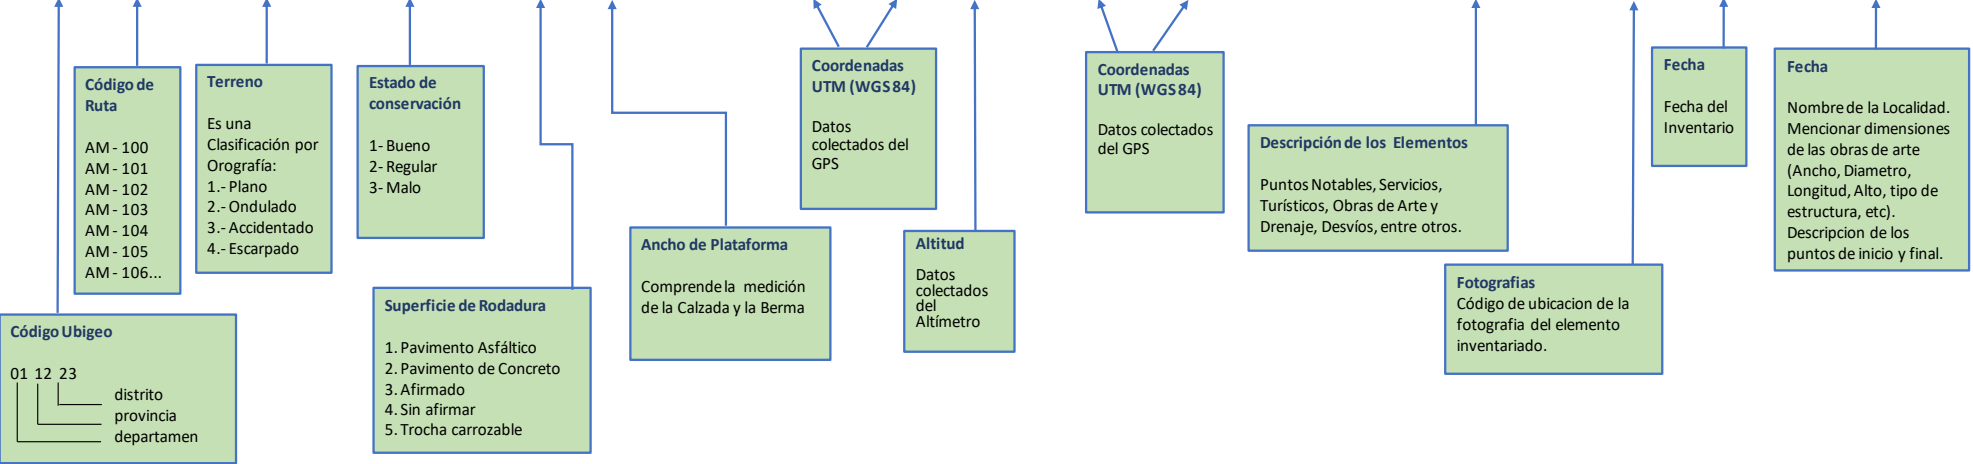 Código de
Ruta
AM - 100
AM - 101
AM - 102
AM - 103
AM - 104
AM - 105
AM - 106...
Terreno
Es una
Clasificación por
Orografía:
1.- Plano
2.- Ondulado
3.- Accidentado
4.- Escarpado
Estado de
conservación
1- Bueno
2- Regular
3- Malo
Coordenadas
UTM (WGS84)
Datos
colectados del
GPS
Coordenadas
UTM (WGS84)
Datos colectados
del GPS
Descripción de los Elementos
Puntos Notables, Servicios,
Turísticos, Obras de Arte y
Drenaje, Desvíos, entre otros.
Fecha
Fecha del
Inventario
Fecha
Nombre de la Localidad.
Mencionar dimensiones
de las obras de arte
(Ancho, Diametro,
Longitud, Alto, tipo de
estructura, etc).
Descripcion de los
puntos de inicio y final.
Código Ubigeo
01 12 23
distrito
provincia
departamen
Superficie de Rodadura
1. Pavimento Asfáltico
2. Pavimento de Concreto
3. Afirmado
4. Sin afirmar
5. Trocha carrozable
Ancho de Plataforma
Comprende la medición
de la Calzada y la Berma
Altitud
Datos
colectados
del
Altímetro
Fotografias
Código de ubicacion de la
fotografia del elemento
inventariado.